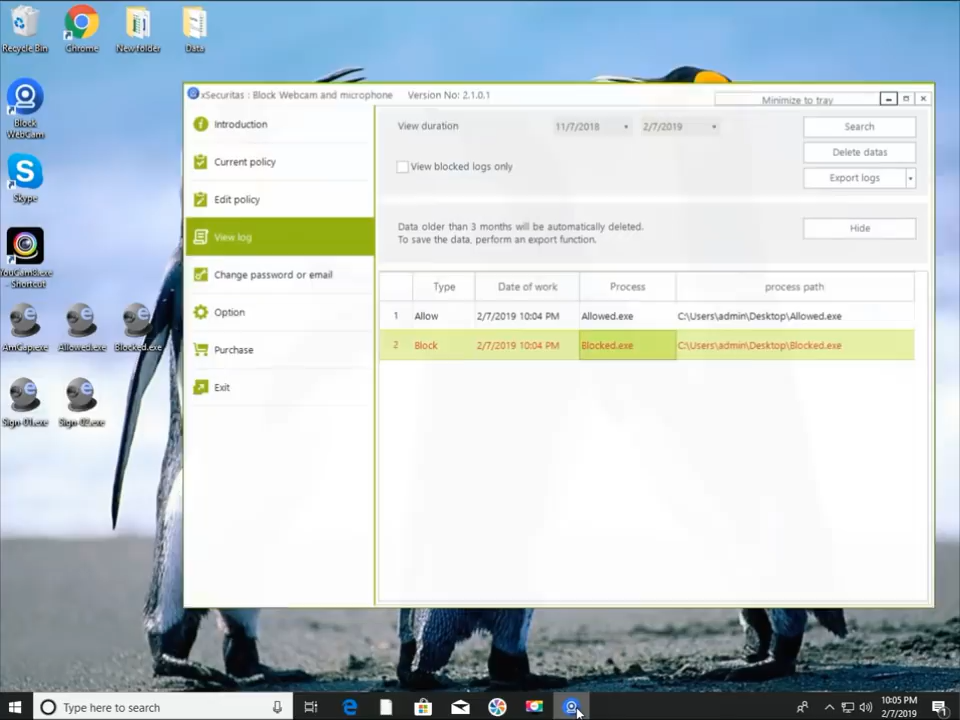 Recycle Bin
Chrome
New folder
Data
Block WebCam
Skype
YouCam8.exe - Shortcut
AmCap.exe
Allowed.exe
Blocked.exe
Sign-01.exe
Sign-02.exe
xSecuritas : Block Webcam and microphone Version No: 2.1.0.1
Minimize to tray
Introduction
Current policy
Edit policy
View log
Change password or email
Option
Purchase
Exit
View duration 11/7/2018 2/7/2019 Search
Delete datas
View blocked logs only
Export logs
Data older than 3 months will be automatically deleted.
To save the data, perform an export function.
Hide
Type Date of work Process process path
1 Allow 2/7/2019 10:04 PM Allowed.exe C:\Users\admin\Desktop\Allowed.exe
2 Block 2/7/2019 10:04 PM Blocked.exe C:\Users\admin\Desktop\Blocked.exe
Type here to search
10:05 PM
2/7/2019
1